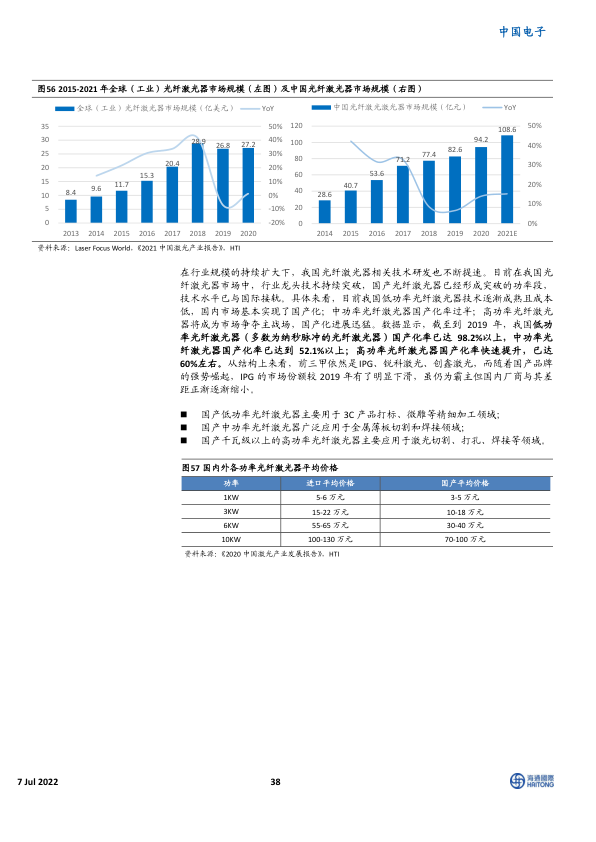 中国电子
图56 2015-2021 年全球（工业）光纤激光器市场规模（左图）及中国光纤激光器市场规模（右图）
全球（工业）光纤激光器市场规模（亿美元） YoY
35 50%
30 40%
25 30%
20 20%
15 10%
10 0%
5 -10%
0 -20%
8.4 9.6 11.7 15.3 20.4 28.9 26.8 27.2
2013 2014 2015 2016 2017 2018 2019 2020
中国光纤激光激光器市场规模（亿元） YoY
120 50%
100 40%
80 30%
60 20%
40 10%
20
0 0%
28.6 40.7 53.6 71.2 77.4 82.6 94.2 108.6
2014 2015 2016 2017 2018 2019 2020 2021E
资料来源：Laser Focus World，《2021 中国激光产业报告》，HTI
在行业规模的持续扩大下，我国光纤激光器相关技术研发也不断提速。目前在我国光
纤激光器市场中，行业龙头技术持续突破，国产光纤激光器已经形成突破的功率段，
技术水平已与国际接轨。具体来看，目前我国低功率光纤激光器技术逐渐成熟且成本
低，国内市场基本实现了国产化；中功率光纤激光器国产化率过半；高功率光纤激光
器将成为市场争夺主战场，国产化进展迅猛。数据显示，截至到 2019 年，我国低功
率光纤激光器（多数为纳秒脉冲的光纤激光器）国产化率已达 98.2%以上，中功率光
纤激光器国产化率已达到 52.1%以上；高功率光纤激光器国产化率快速提升，已达
60%左右。从结构上来看，前三甲依然是IPG、锐科激光、创鑫激光，而随着国产品牌
的强势崛起，IPG 的市场份额较 2019 年有了明显下滑，虽仍为霸主但国内厂商与其差
距正渐逐渐缩小。
■ 国产低功率光纤激光器主要用于 3C 产品打标、微雕等精细加工领域；
■ 国产中功率光纤激光器广泛应用于金属薄板切割和焊接领域；
■ 国产千瓦级以上的高功率光纤激光器主要应用于激光切割、打孔、焊接等领域。
图57 国内外各功率光纤激光器平均价格
功率 进口平均价格 国产平均价格
1KW 5-6 万元 3-5 万元
3KW 15-22 万元 10-18 万元
6KW 55-65 万元 30-40 万元
10KW 100-130 万元 70-100 万元
资料来源：《2020 中国激光产业发展报告》，HTI
7 Jul 2022 38 海通國際
HAITONG